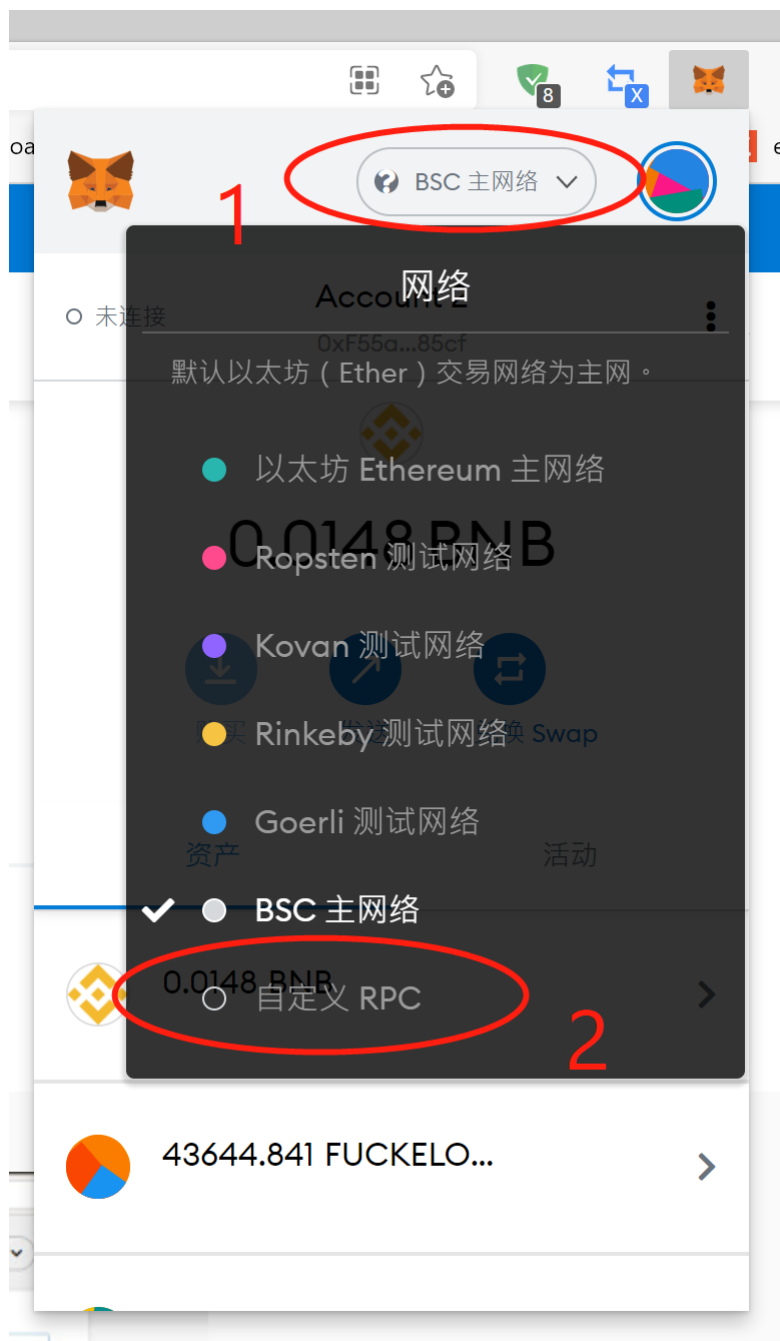 oa
8
X
e
BSC 主网络
1
网络
Account 2
未连接
0xF55a...85cf
默认以太坊（Ether）交易网络为主网。
以太坊 Ethereum 主网络
0.0148 BNB
Ropsten 测试网络
Kovan 测试网络
Rinkeby 测试网络
Swap
Goerli 测试网络
资产
活动
BSC 主网络
0.0148 BNB
自定义 RPC
2
43644.841 FUCKELO...